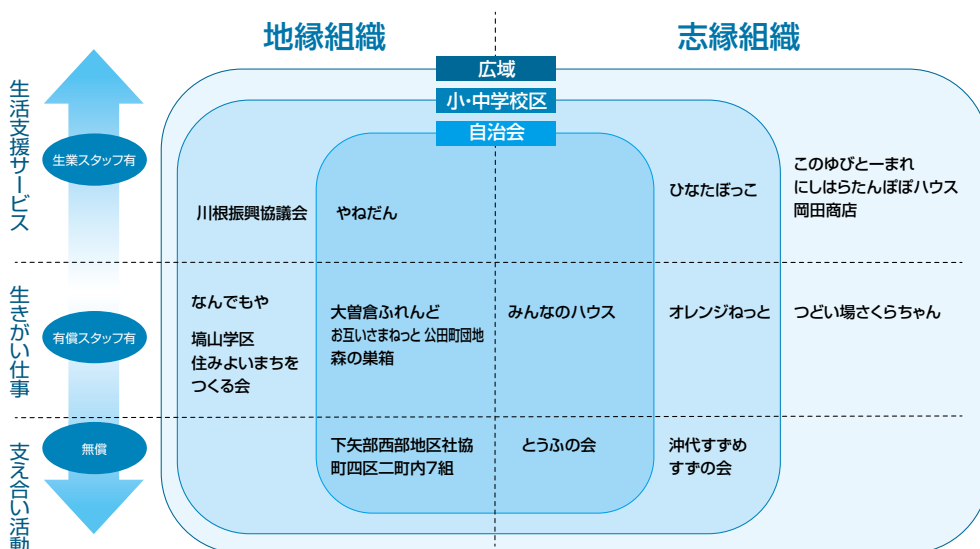 地縁組織
志縁組織
広域
小・中学校区
自治会
生活支援サービス
生業スタッフ有
川根振興協議会
やねだん
ひなたぼっこ
このゆびとーまれ
にしはらたんぽぽハウス
岡田商店
生きがい仕事
有償スタッフ有
なんでもや
塙山学区
住みよいまちを
つくる会
大曽倉ふれんど
お互いさまねっと 公田町団地
森の巣箱
みんなのハウス
オレンジねっと
つどい場さくらちゃん
支え合い活動
無償
下矢部西部地区社協
町四区二町内7組
とうふの会
沖代すずめ
すずの会